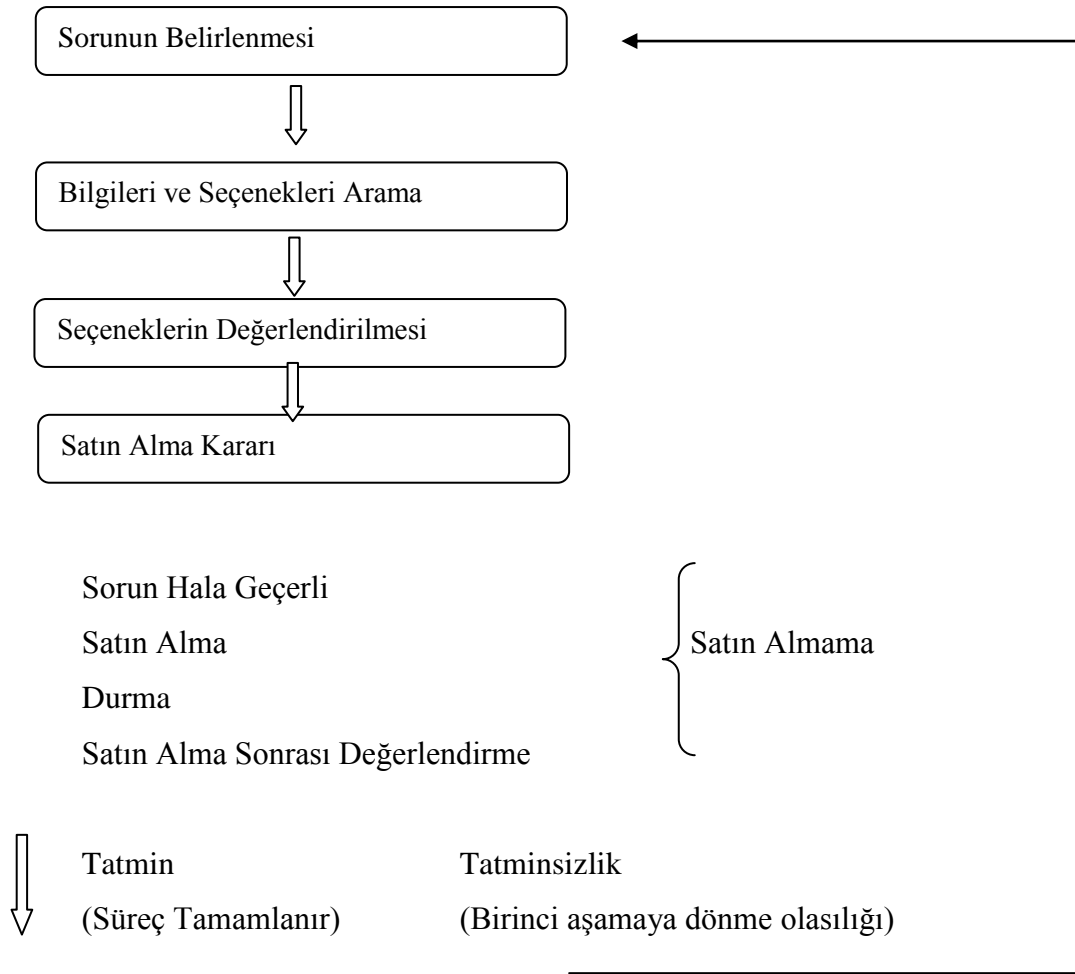 Sorunun Belirlenmesi
Bilgileri ve Seçenekleri Arama
Seçeneklerin Değerlendirilmesi
Satın Alma Kararı
Sorun Hala Geçerli
Satın Alma
Satın Almama
Durma
Satın Alma Sonrası Değerlendirme
Tatmin
Tatminsizlik
(Süreç Tamamlanır)
(Birinci aşamaya dönme olasılığı)